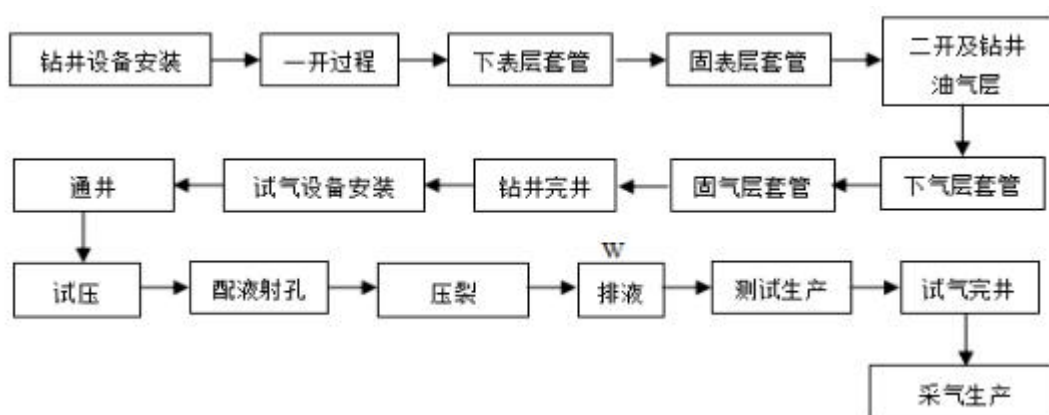 钻井设备安装
一开过程
下表层套管
固表层套管
二开及钻井
油气层
下气层套管
固气层套管
钻井完井
试气设备安装
通井
试压
配液射孔
压裂
W
排液
测试生产
试气完井
采气生产